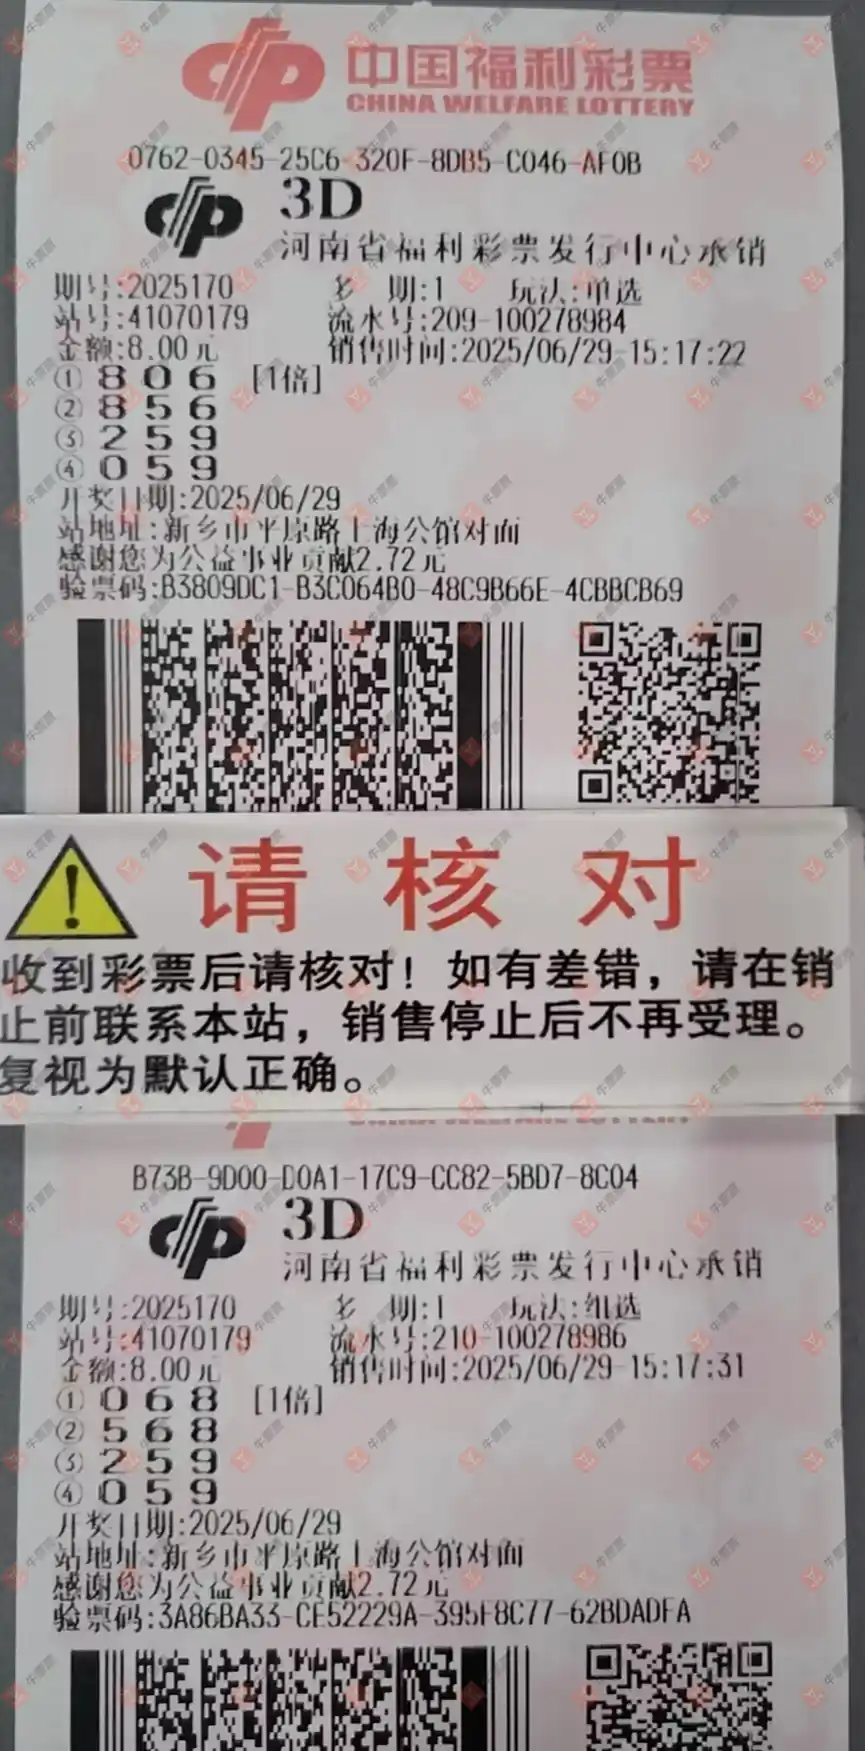 中国福利彩票
CHINA WELFARE LOTTERY
0762-0345-25C6-320F-8DB5-C046-AF0B
3D
河南省福利彩票发行中心承销
期号:2025170 多 期:1 玩法:单选
站号:41070179 流水号:209-100278984
金额:8.00元 销售时间:2025/06/29-15:17:22
① 8 0 6 [1倍]
② 8 5 6
③ 2 5 9
④ 0 5 9
开奖日期:2025/06/29
站地址:新乡市平原路上海公馆对面
感谢您为公益事业贡献2.72元
验票码:B3809DC1-B3C064B0-48C9B66E-4CBBCB69
请核对
收到彩票后请核对！如有差错，请在销
止前联系本站，销售停止后不再受理。
复视为默认正确。
CHINA WELFARE LOTTERY
B73B-9D00-D0A1-17C9-CC82-5BD7-8C04
3D
河南省福利彩票发行中心承销
期号:2025170 多 期:1 玩法:组选
站号:41070179 流水号:210-100278986
金额:8.00元 销售时间:2025/06/29-15:17:31
① 0 6 8 [1倍]
② 5 6 8
③ 2 5 9
④ 0 5 9
开奖日期:2025/06/29
站地址:新乡市平原路上海公馆对面
感谢您为公益事业贡献2.72元
验票码:3A86BA33-CE52229A-395F8C77-62BDADFA